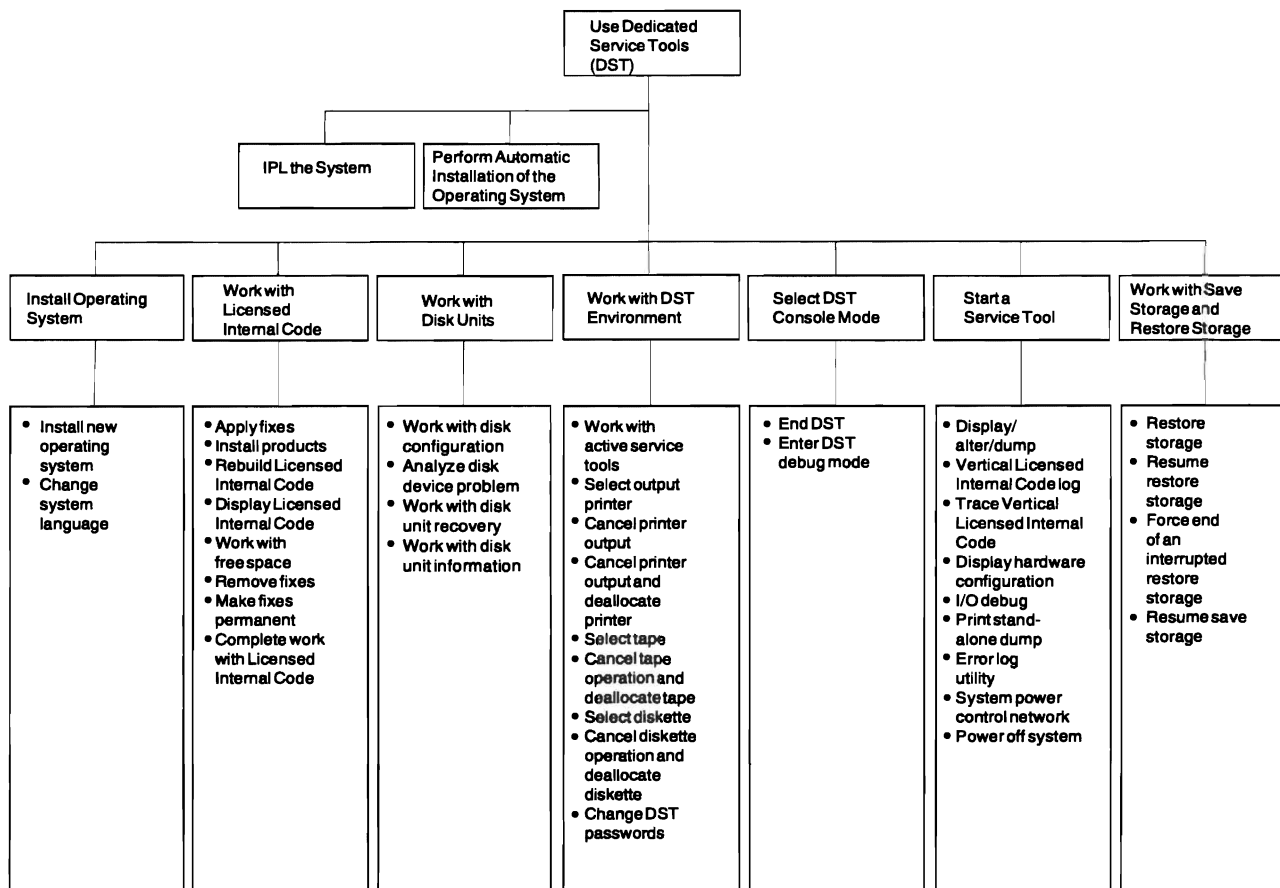 Use Dedicated
Service Tools
(DST)
IPL the System
Perform Automatic
Installation of the
Operating System
Install Operating
System
Work with
Licensed
Internal Code
Work with
Disk Units
Work with DST
Environment
Select DST
Console Mode
Start a
Service Tool
Work with Save
Storage and
Restore Storage
• Install new
operating
system
• Change
system
language
• Apply fixes
• Install products
• Rebuild Licensed
Internal Code
• Display Licensed
Internal Code
• Work with
free space
• Remove fixes
• Make fixes
permanent
• Complete work
with Licensed
Internal Code
• Work with disk
configuration
• Analyze disk
device problem
• Work with disk
unit recovery
• Work with disk
unit information
• Work with
active service
tools
• Select output
printer
• Cancel printer
output
• Cancel printer
output and
deallocate
printer
• Select tape
• Cancel tape
operation and
deallocate tape
• Select diskette
• Cancel diskette
operation and
deallocate
diskette
• Change DST
passwords
• End DST
• Enter DST
debug mode
• Display/
alter/dump
• Vertical Licensed
Internal Code log
• Trace Vertical
Licensed Internal
Code
• Display hardware
configuration
• I/O debug
• Print stand-
alone dump
• Error log
utility
• System power
control network
• Power off system
• Restore
storage
• Resume
restore
storage
• Force end
of an
interrupted
restore
storage
• Resume save
storage